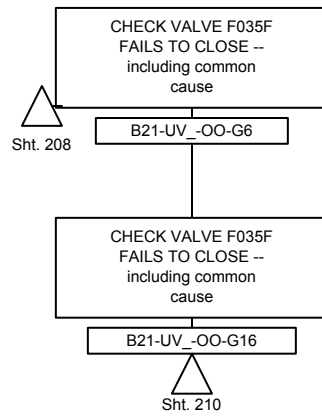 CHECK VALVE F035F
FAILS TO CLOSE --
including common
cause
Sht. 208
B21-UV_-OO-G6
CHECK VALVE F035F
FAILS TO CLOSE --
including common
cause
B21-UV_-OO-G16
Sht. 210